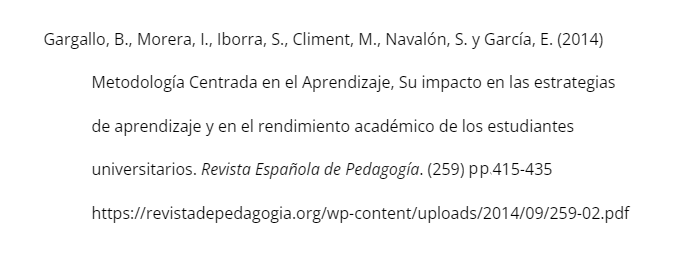 Gargallo, B., Morera, I., Iborra, S., Climent, M., Navalón, S. y García, E. (2014)
Metodología Centrada en el Aprendizaje, Su impacto en las estrategias
de aprendizaje y en el rendimiento académico de los estudiantes
universitarios. Revista Española de Pedagogía. (259) pp.415-435
https://revistadepedagogia.org/wp-content/uploads/2014/09/259-02.pdf